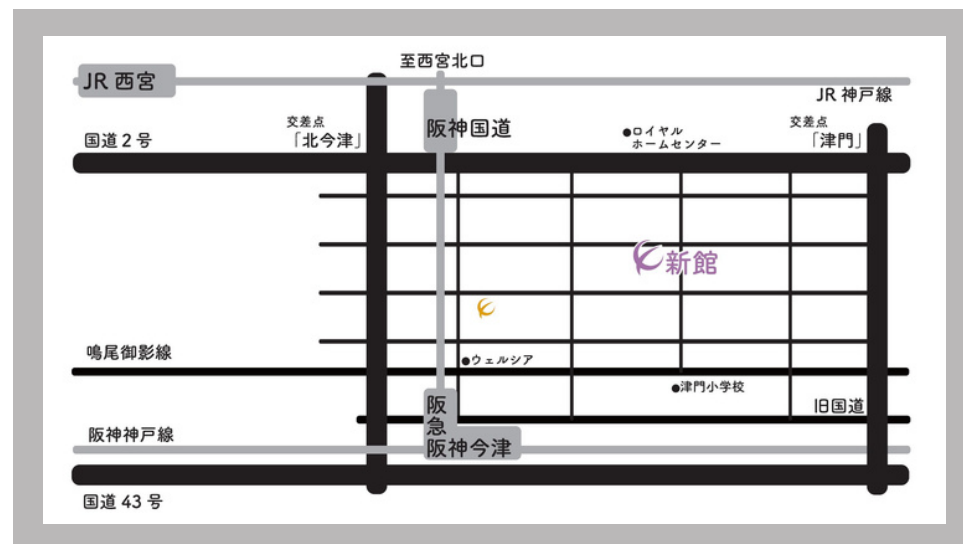 至西宮北口
JR 西宮
JR 神戸線
交差点
「北今津」
阪神国道
●ロイヤル
ホームセンター
交差点
「津門」
国道2号
新館
鳴尾御影線
●ウェルシア
●津門小学校
旧国道
阪急
阪神今津
阪神神戸線
国道 43 号